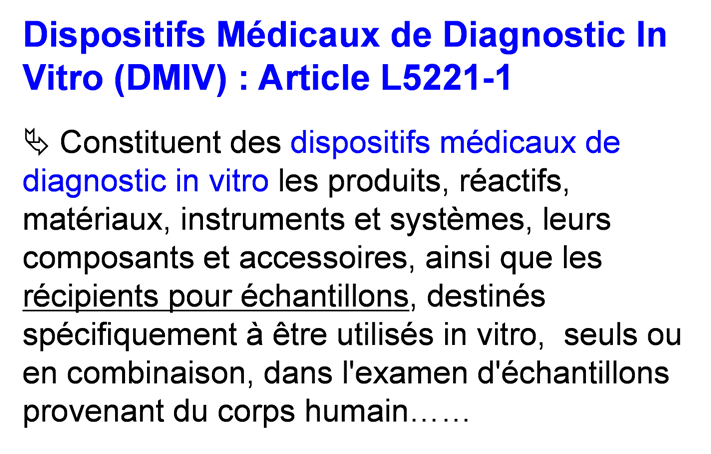 Dispositifs Médicaux de Diagnostic In
Vitro (DMIV) : Article L5221-1
⮱ Constituent des dispositifs médicaux de
diagnostic in vitro les produits, réactifs,
matériaux, instruments et systèmes, leurs
composants et accessoires, ainsi que les
récipients pour échantillons, destinés
spécifiquement à être utilisés in vitro,  seuls ou
en combinaison, dans l'examen d'échantillons
provenant du corps humain……